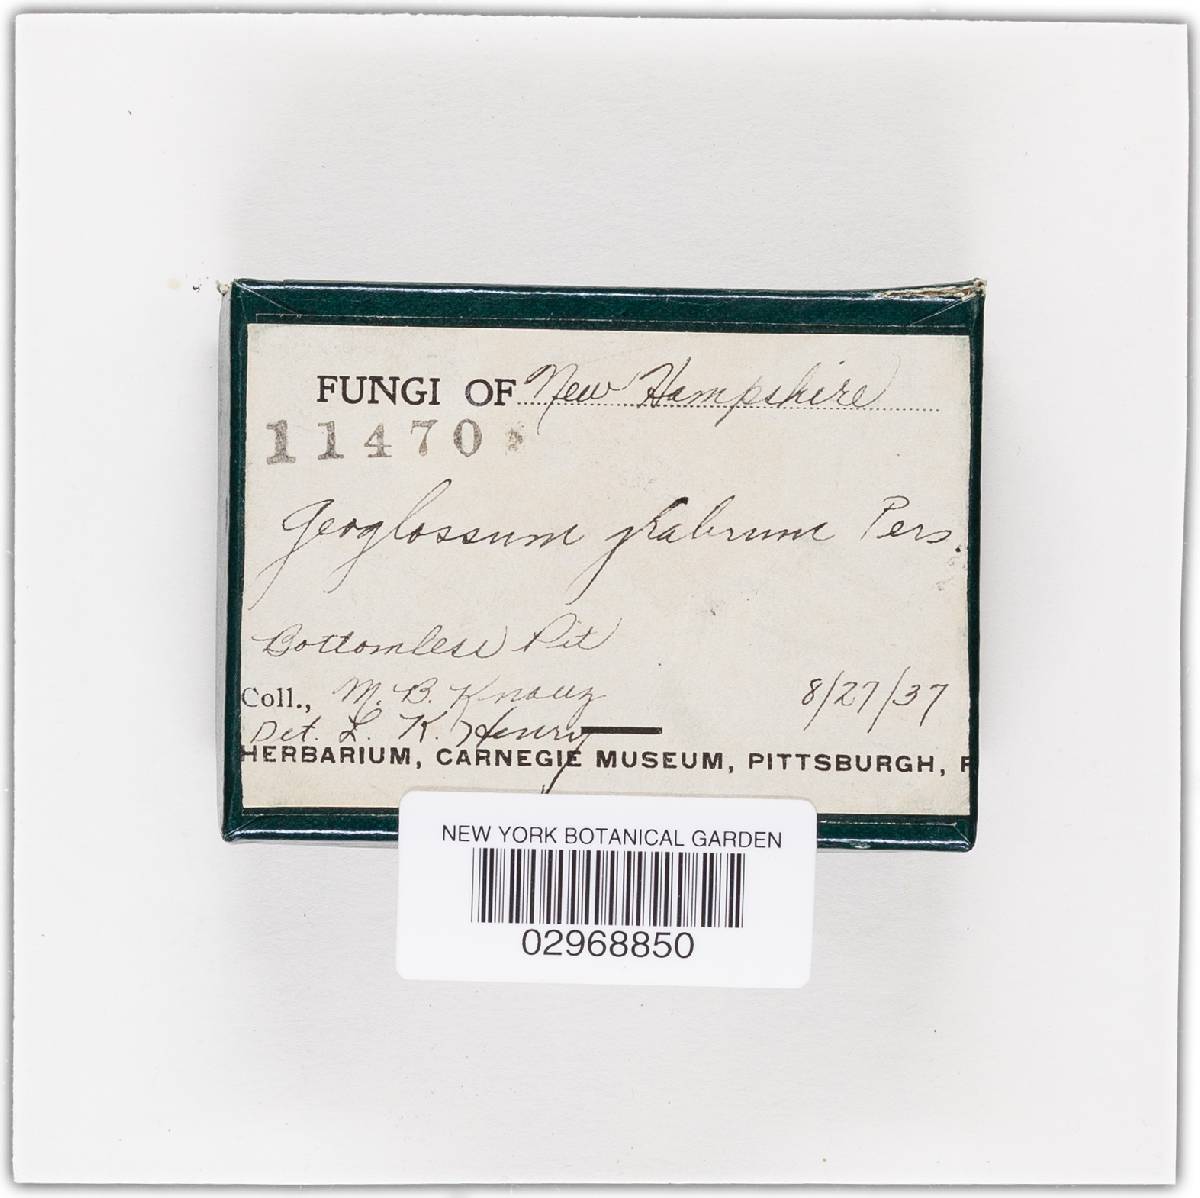 FUNGI OF New Hampshire
11470
Geoglossum glabrum Pers.
Bottomless Pit
Coll., M. B. Knauz 8/27/37
Det. L. K. Henry
HERBARIUM, CARNEGIE MUSEUM, PITTSBURGH, P
NEW YORK BOTANICAL GARDEN
02968850